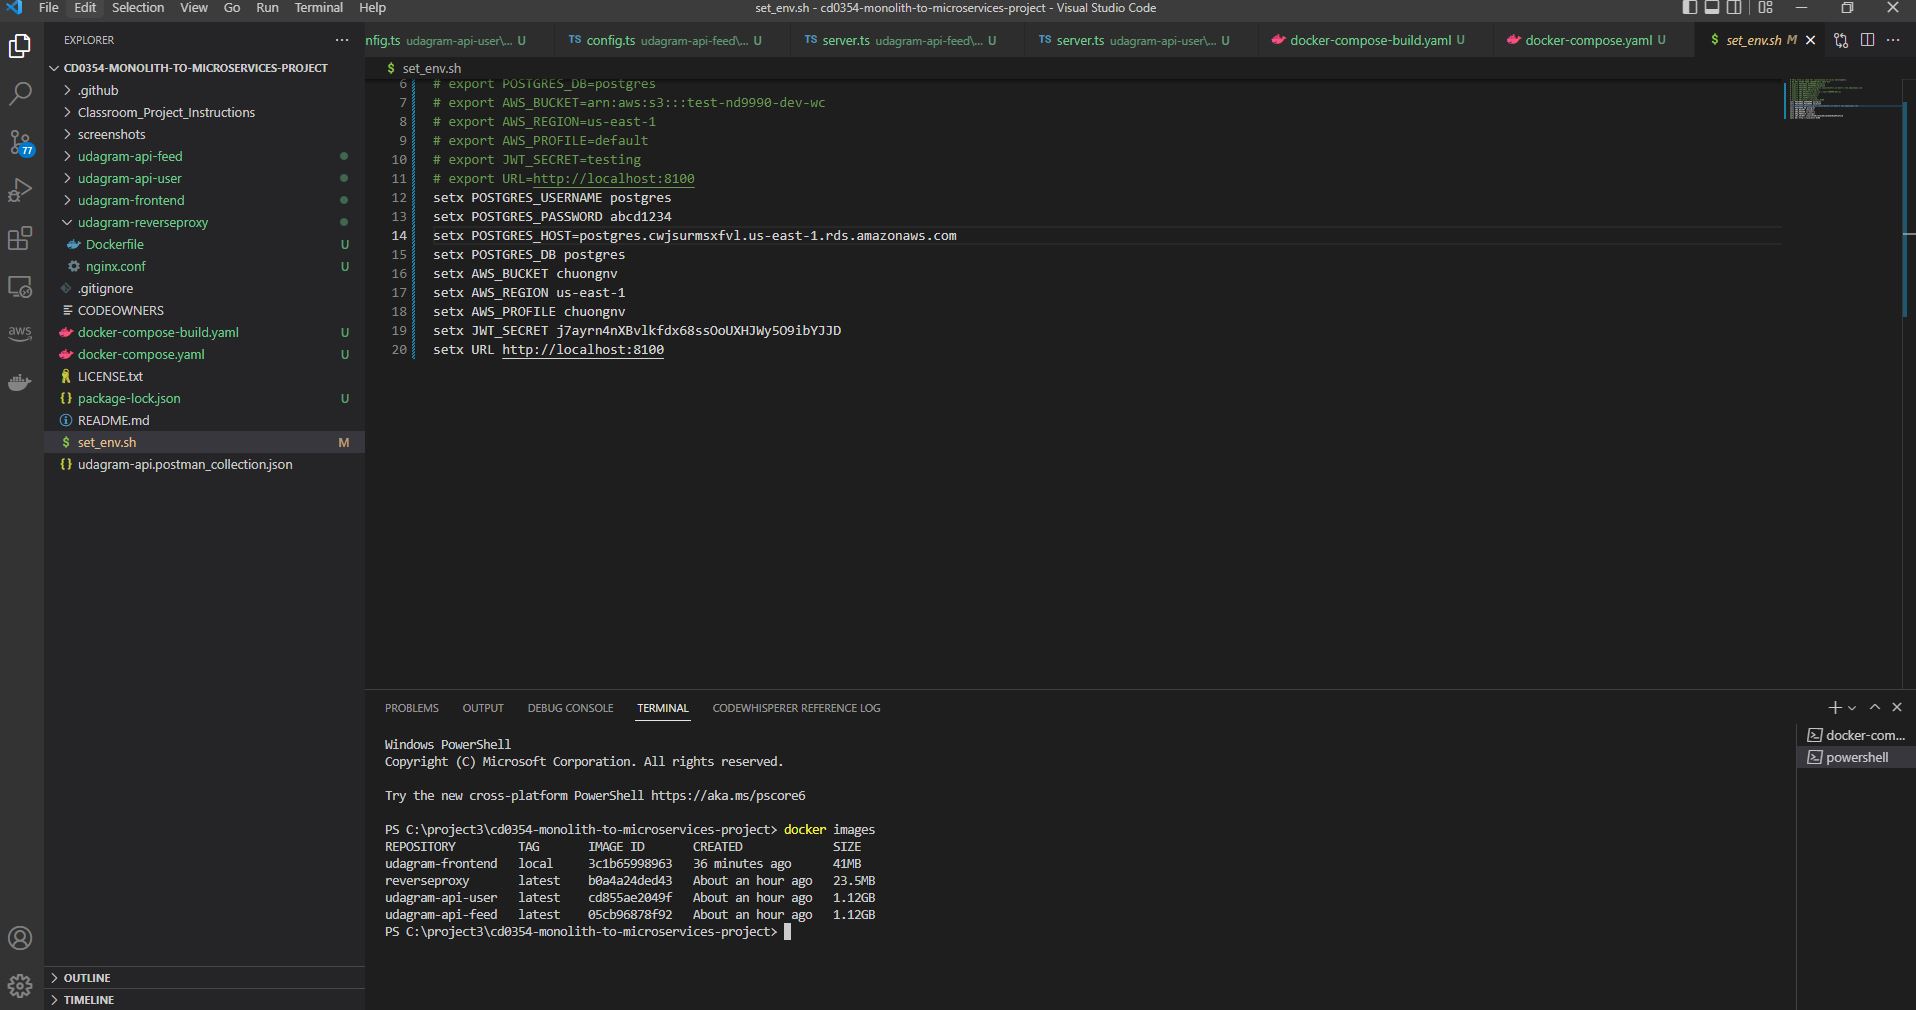 File Edit Selection View Go Run Terminal Help
set_env.sh - cd0354-monolith-to-microservices-project - Visual Studio Code
EXPLORER
nfig.ts udagram-api-user\... U
TS config.ts udagram-api-feed\... U
TS server.ts udagram-api-feed\... U
TS server.ts udagram-api-user\... U
docker-compose-build.yaml U
docker-compose.yaml U
$ set_env.sh M
CD0354-MONOLITH-TO-MICROSERVICES-PROJECT
.github
Classroom_Project_Instructions
screenshots
udagram-api-feed
udagram-api-user
udagram-frontend
udagram-reverseproxy
Dockerfile U
nginx.conf U
.gitignore
CODEOWNERS
docker-compose-build.yaml U
docker-compose.yaml U
LICENSE.txt
{} package-lock.json U
README.md
$ set_env.sh M
{} udagram-api.postman_collection.json
77
aws
OUTLINE
TIMELINE
$ set_env.sh
6 # export POSTGRES_DB=postgres
7 # export AWS_BUCKET=arn:aws:s3:::test-nd9990-dev-wc
8 # export AWS_REGION=us-east-1
9 # export AWS_PROFILE=default
10 # export JWT_SECRET=testing
11 # export URL=http://localhost:8100
12 setx POSTGRES_USERNAME postgres
13 setx POSTGRES_PASSWORD abcd1234
14 setx POSTGRES_HOST=postgres.cwjsurmsxfvl.us-east-1.rds.amazonaws.com
15 setx POSTGRES_DB postgres
16 setx AWS_BUCKET chuongnv
17 setx AWS_REGION us-east-1
18 setx AWS_PROFILE chuongnv
19 setx JWT_SECRET j7ayrn4nXBvlkfdx68ssOoUXHJWy5O9ibYJJD
20 setx URL http://localhost:8100
PROBLEMS OUTPUT DEBUG CONSOLE TERMINAL CODEWHISPERER REFERENCE LOG
docker-com...
powershell
Windows PowerShell
Copyright (C) Microsoft Corporation. All rights reserved.
Try the new cross-platform PowerShell https://aka.ms/pscore6
PS C:\project3\cd0354-monolith-to-microservices-project> docker images
REPOSITORY TAG IMAGE ID CREATED SIZE
udagram-frontend local 3c1b65998963 36 minutes ago 41MB
reverseproxy latest b0a4a24ded43 About an hour ago 23.5MB
udagram-api-user latest cd855ae2049f About an hour ago 1.12GB
udagram-api-feed latest 05cb96878f92 About an hour ago 1.12GB
PS C:\project3\cd0354-monolith-to-microservices-project>